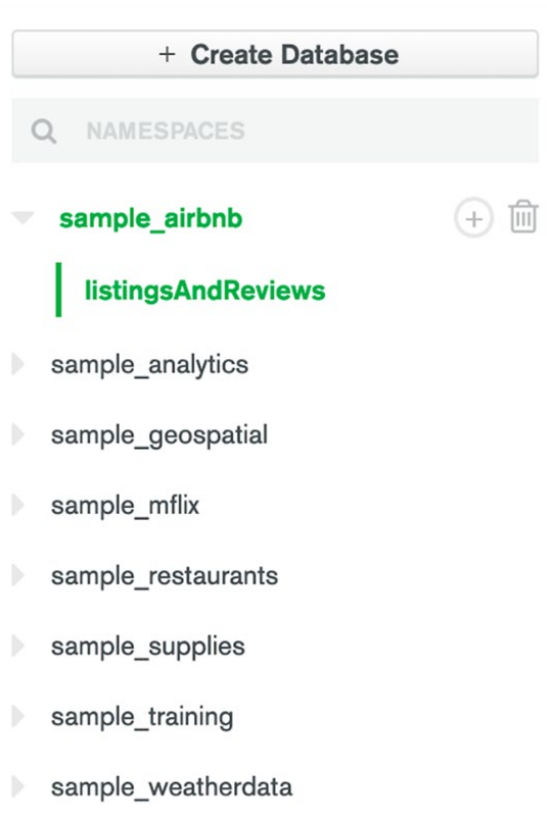 + Create Database
NAMESPACES
sample_airbnb
listingsAndReviews
sample_analytics
sample_geospatial
sample_mflix
sample_restaurants
sample_supplies
sample_training
sample_weatherdata